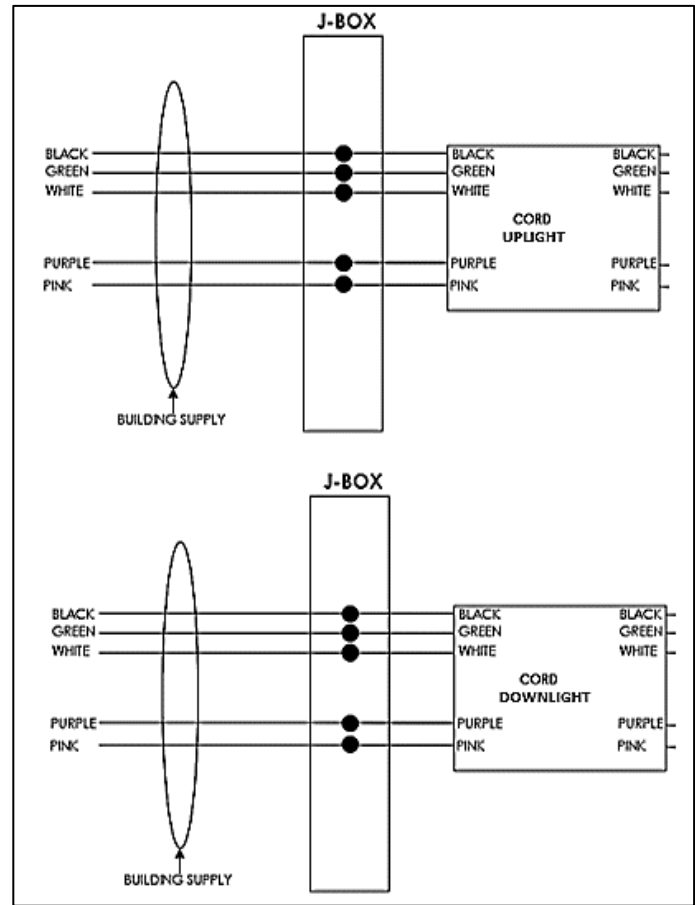 J-BOX
BLACK BLACK BLACK
GREEN GREEN GREEN
WHITE WHITE WHITE
CORD
UPLIGHT
PURPLE PURPLE PURPLE
PINK PINK PINK
BUILDING SUPPLY
J-BOX
BLACK BLACK BLACK
GREEN GREEN GREEN
WHITE WHITE WHITE
CORD
DOWNLIGHT
PURPLE PURPLE PURPLE
PINK PINK PINK
BUILDING SUPPLY